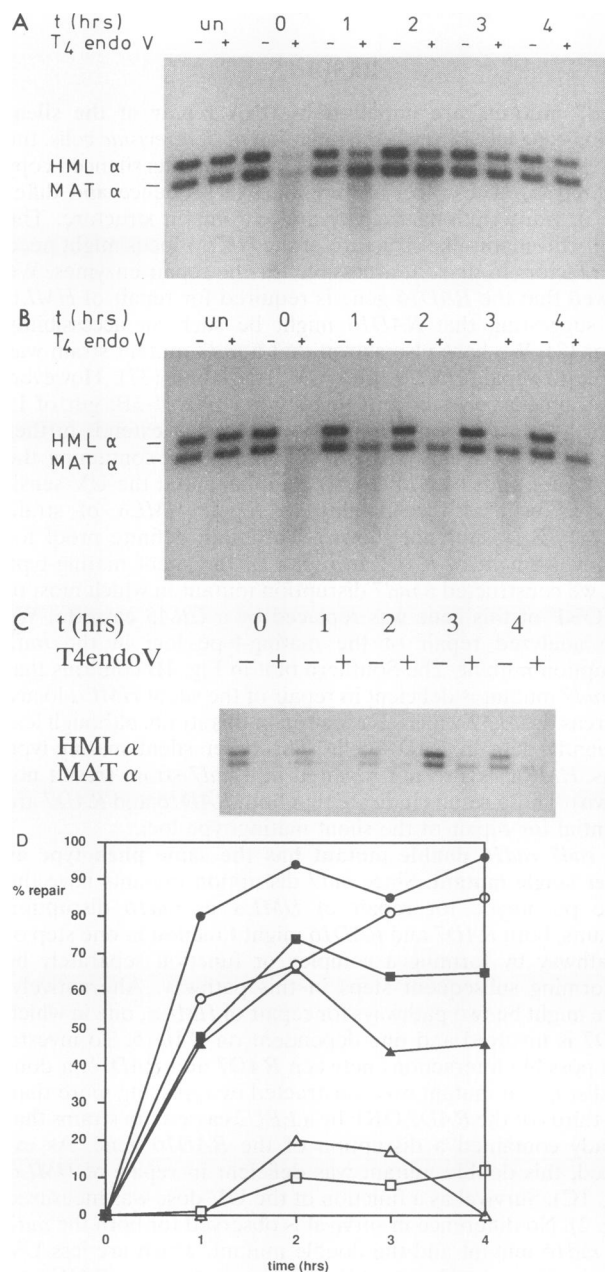 A t (hrs) un 0 1 2 3 4
T4 endo V – + – + – + – + – + – +
HML α
MAT α
B t (hrs) un 0 1 2 3 4
T4 endo V – + – + – + – + – + – +
HML α
MAT α
C t (hrs) 0 1 2 3 4
T4endoV - + - + - + - + - +
HMLα
MATα
D
% repair
100
90
80
70
60
50
40
30
20
10
0
0 1 2 3 4
time (hrs)